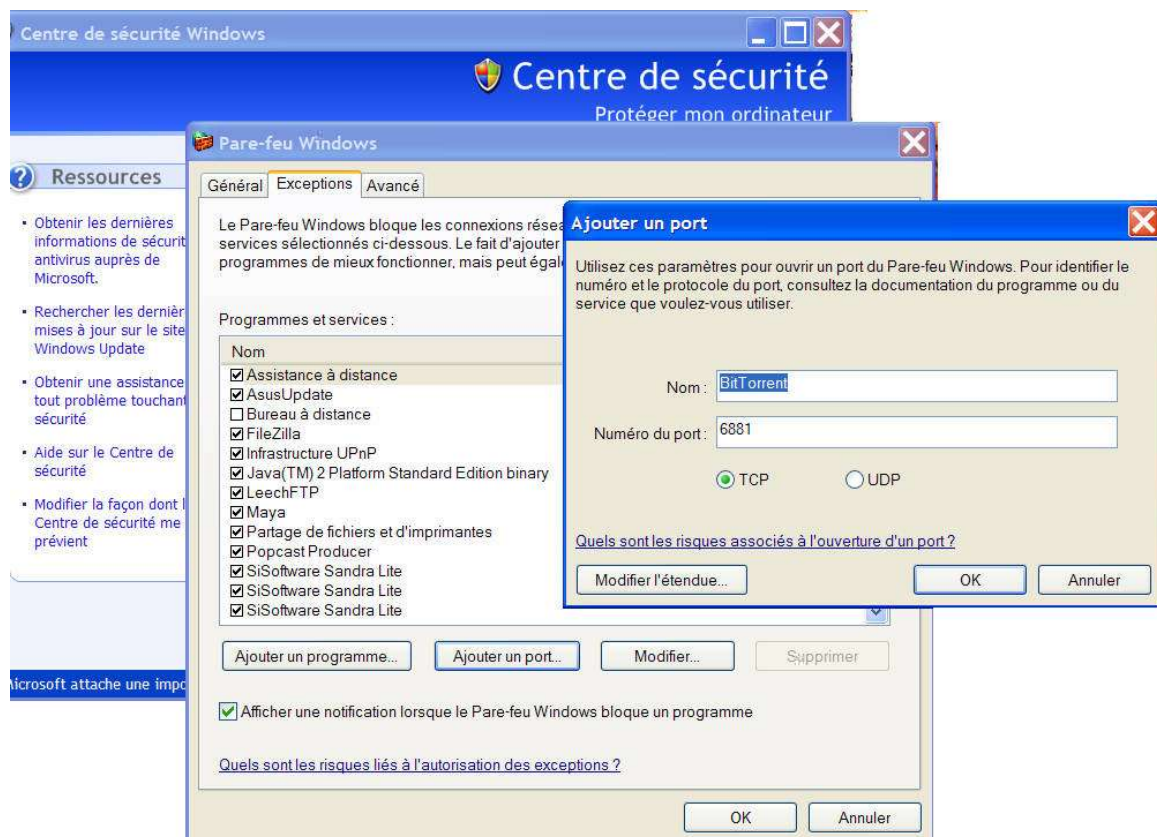 Centre de sécurité Windows
Centre de sécurité
Protéger mon ordinateur
Ressources
Obtenir les dernières
informations de sécurit
antivirus auprès de
Microsoft.
Rechercher les dernièr
mises à jour sur le site
Windows Update
Obtenir une assistance
tout problème touchant
sécurité
Aide sur le Centre de
sécurité
Modifier la façon dont l
Centre de sécurité me
prévient
Microsoft attache une impo
Pare-feu Windows
Général Exceptions Avancé
Le Pare-feu Windows bloque les connexions résea
services sélectionnés ci-dessous. Le fait d'ajouter
programmes de mieux fonctionner, mais peut égal
Programmes et services :
Nom
Assistance à distance
AsusUpdate
Bureau à distance
FileZilla
Infrastructure UPnP
Java(TM) 2 Platform Standard Edition binary
LeechFTP
Maya
Partage de fichiers et d'imprimantes
Popcast Producer
SiSoftware Sandra Lite
SiSoftware Sandra Lite
SiSoftware Sandra Lite
Ajouter un programme... Ajouter un port... Modifier... Supprimer
Afficher une notification lorsque le Pare-feu Windows bloque un programme
Quels sont les risques liés à l'autorisation des exceptions ?
OK Annuler
Ajouter un port
Utilisez ces paramètres pour ouvrir un port du Pare-feu Windows. Pour identifier le
numéro et le protocole du port, consultez la documentation du programme ou du
service que voulez-vous utiliser.
Nom : BitTorrent
Numéro du port : 6881
TCP UDP
Quels sont les risques associés à l'ouverture d'un port ?
Modifier l'étendue... OK Annuler